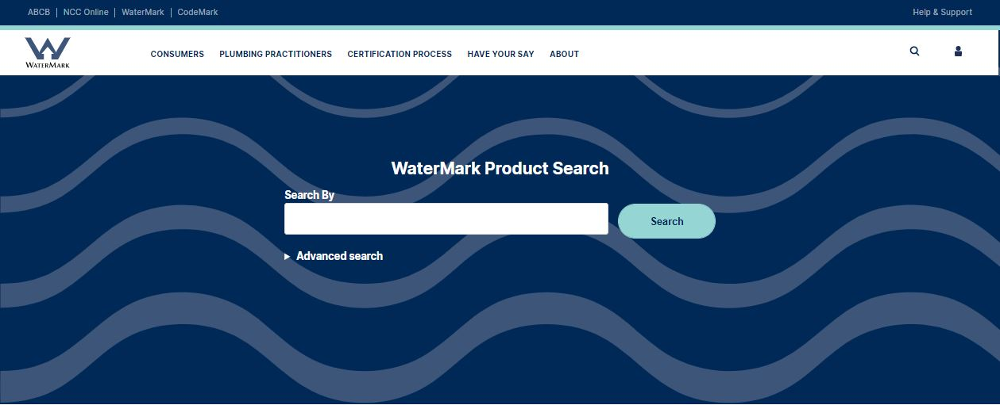 ABCB | NCC Online | WaterMark | CodeMark Help & Support
WATERMARK CONSUMERS PLUMBING PRACTITIONERS CERTIFICATION PROCESS HAVE YOUR SAY ABOUT
WaterMark Product Search
Search By
Search
Advanced search